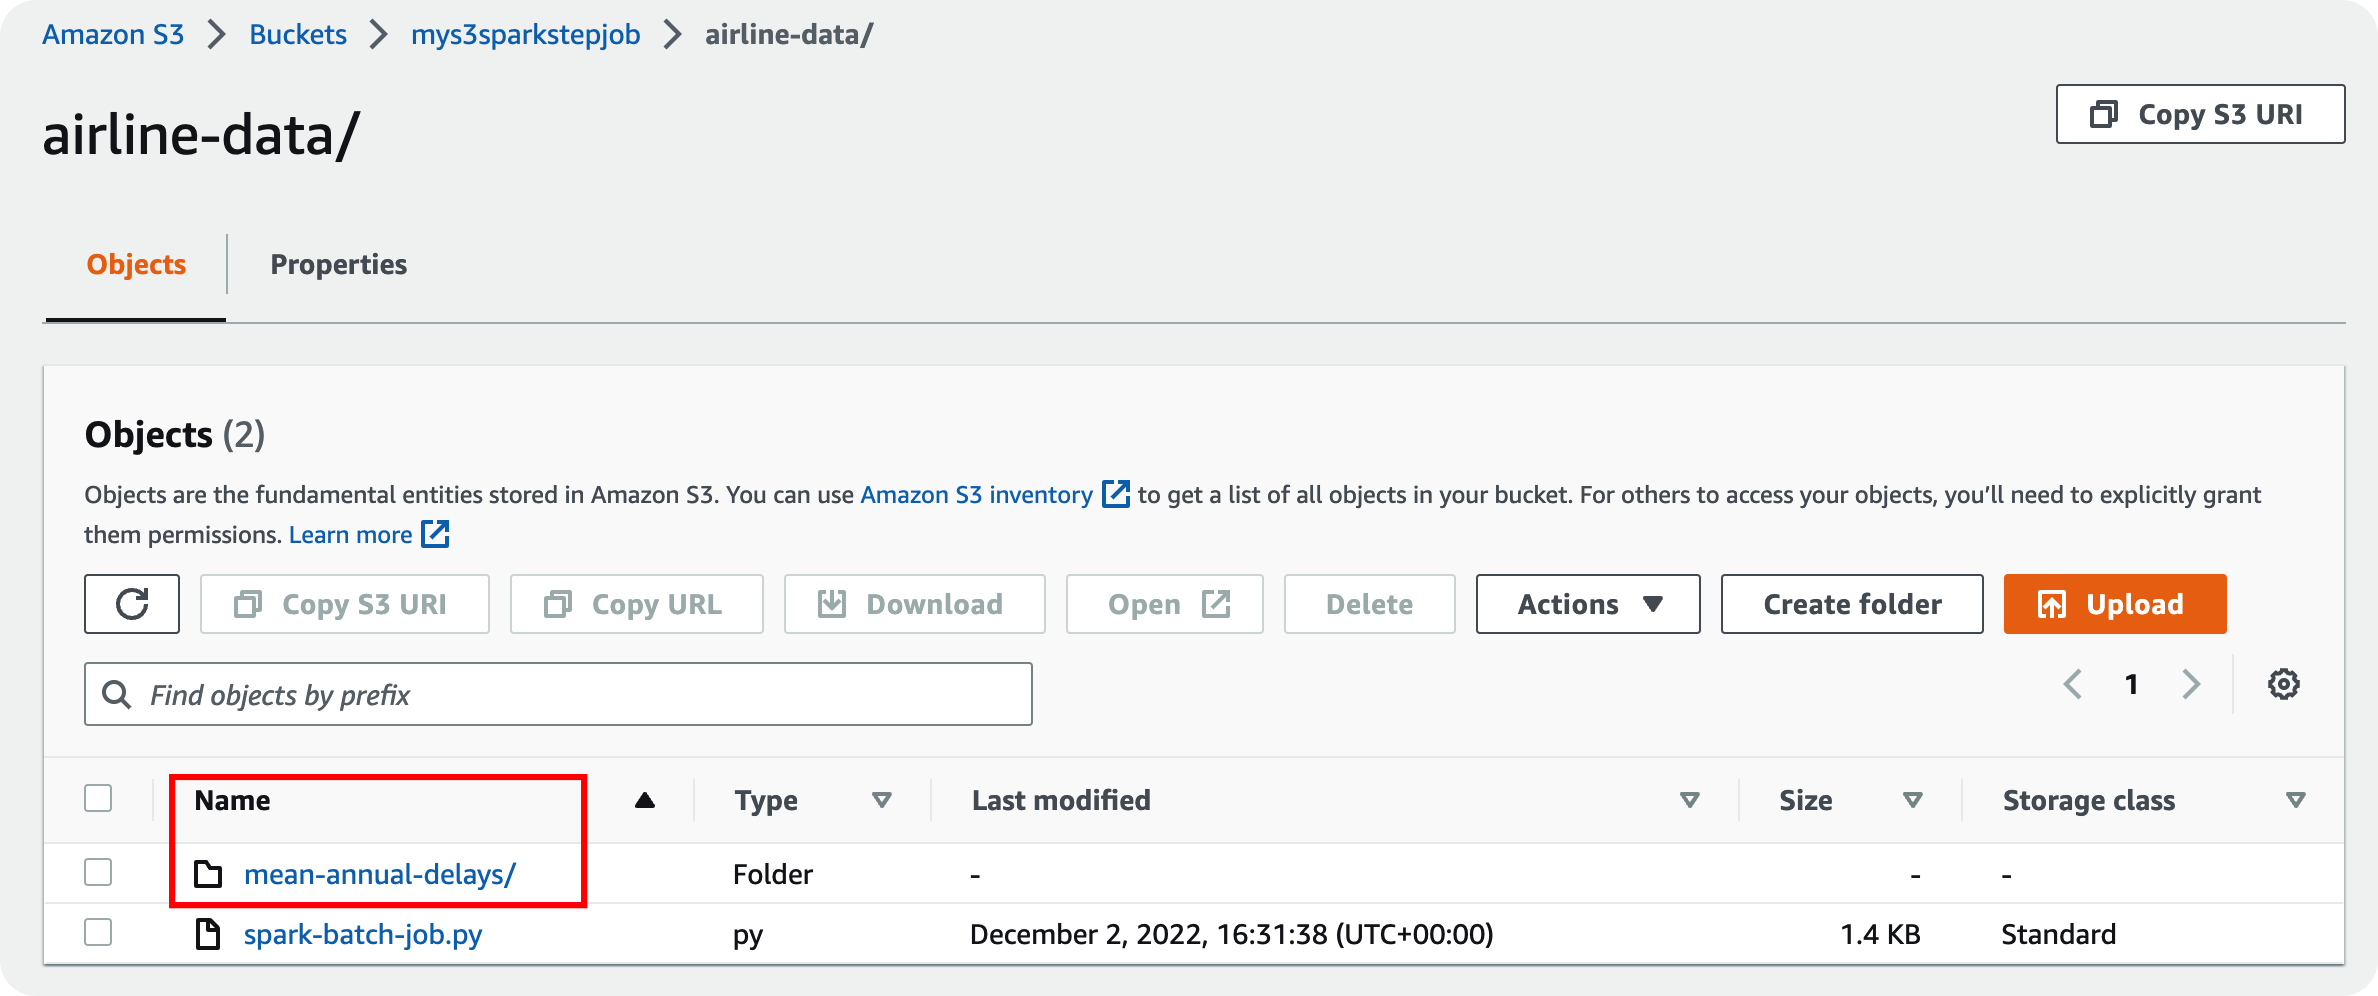 Amazon S3 > Buckets > mys3sparkstepjob > airline-data/
airline-data/
Copy S3 URI
Objects Properties
Objects (2)
Objects are the fundamental entities stored in Amazon S3. You can use Amazon S3 inventory to get a list of all objects in your bucket. For others to access your objects, you’ll need to explicitly grant
them permissions. Learn more
Copy S3 URI Copy URL Download Open Delete Actions Create folder Upload
Find objects by prefix
1
Name Type Last modified Size Storage class
mean-annual-delays/ Folder - - -
spark-batch-job.py py December 2, 2022, 16:31:38 (UTC+00:00) 1.4 KB Standard